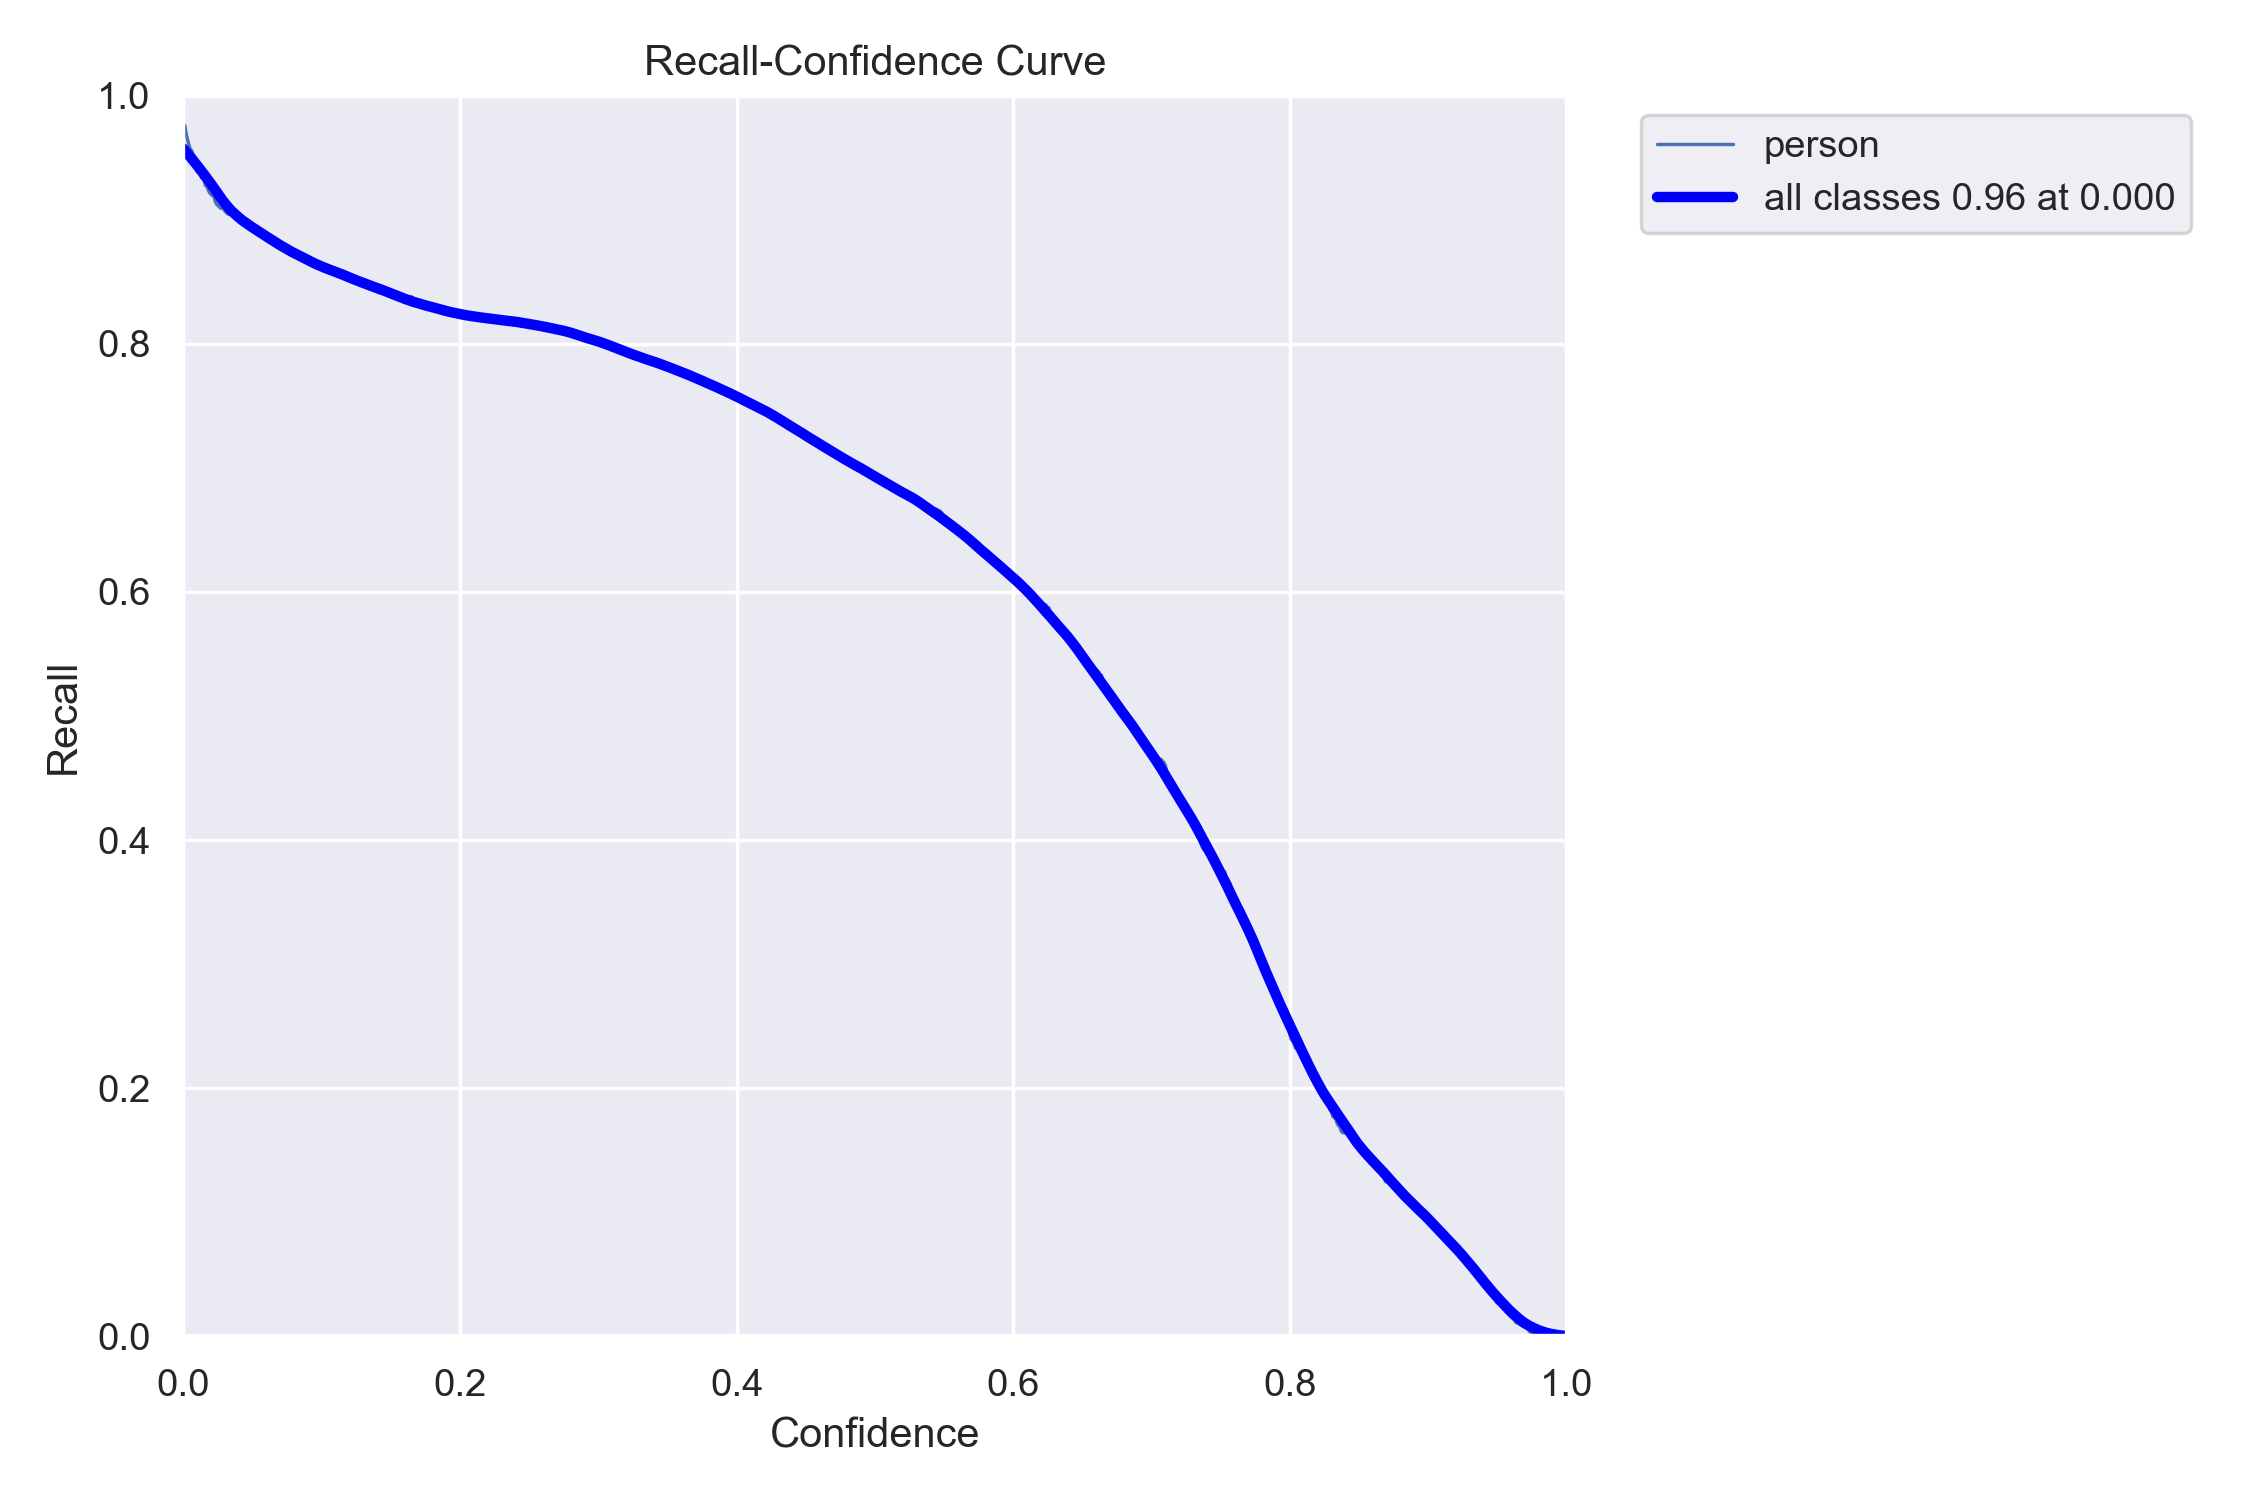 Recall-Confidence Curve
1.0
0.8
0.6
0.4
0.2
0.0
Recall
0.0 0.2 0.4 0.6 0.8 1.0
Confidence
person
all classes 0.96 at 0.000